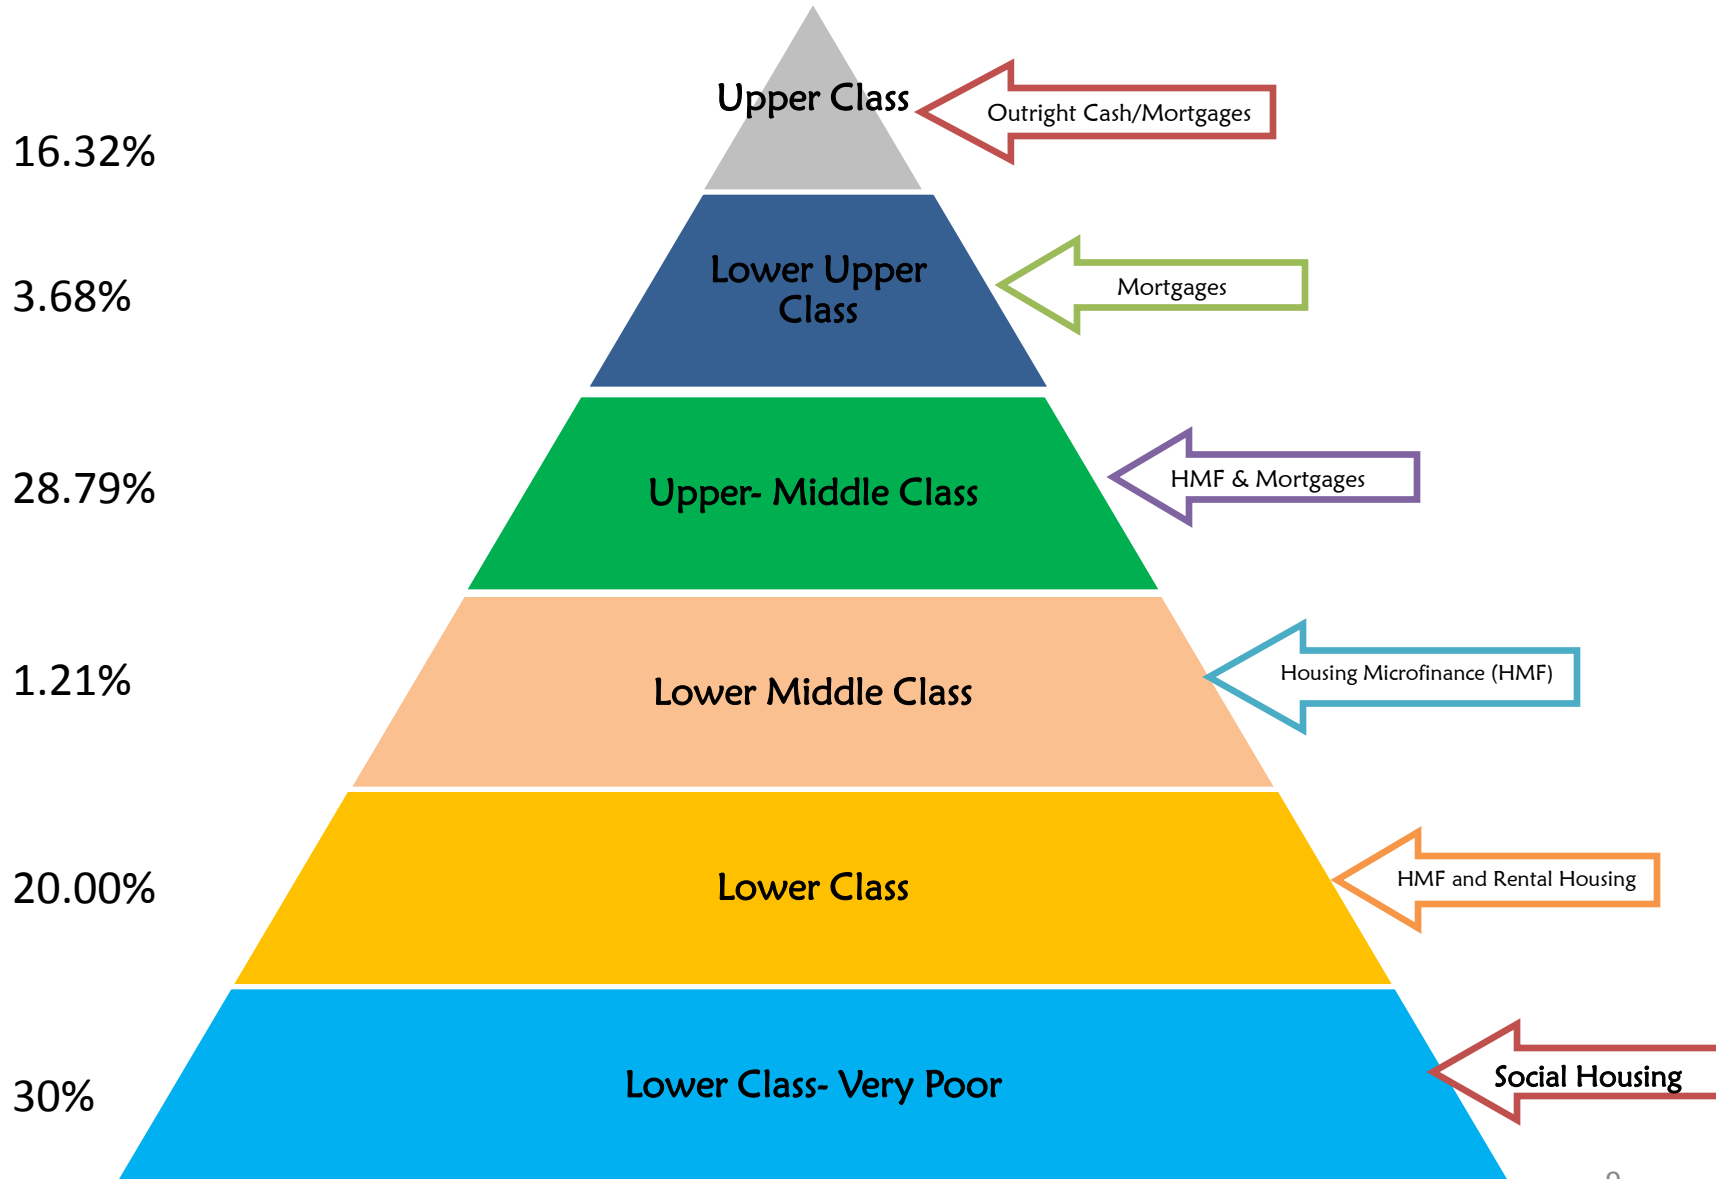 Upper Class
Outright Cash/Mortgages
16.32%
Lower Upper
Class
Mortgages
3.68%
Upper- Middle Class
HMF & Mortgages
28.79%
Lower Middle Class
Housing Microfinance (HMF)
1.21%
Lower Class
HMF and Rental Housing
20.00%
Lower Class- Very Poor
Social Housing
30%